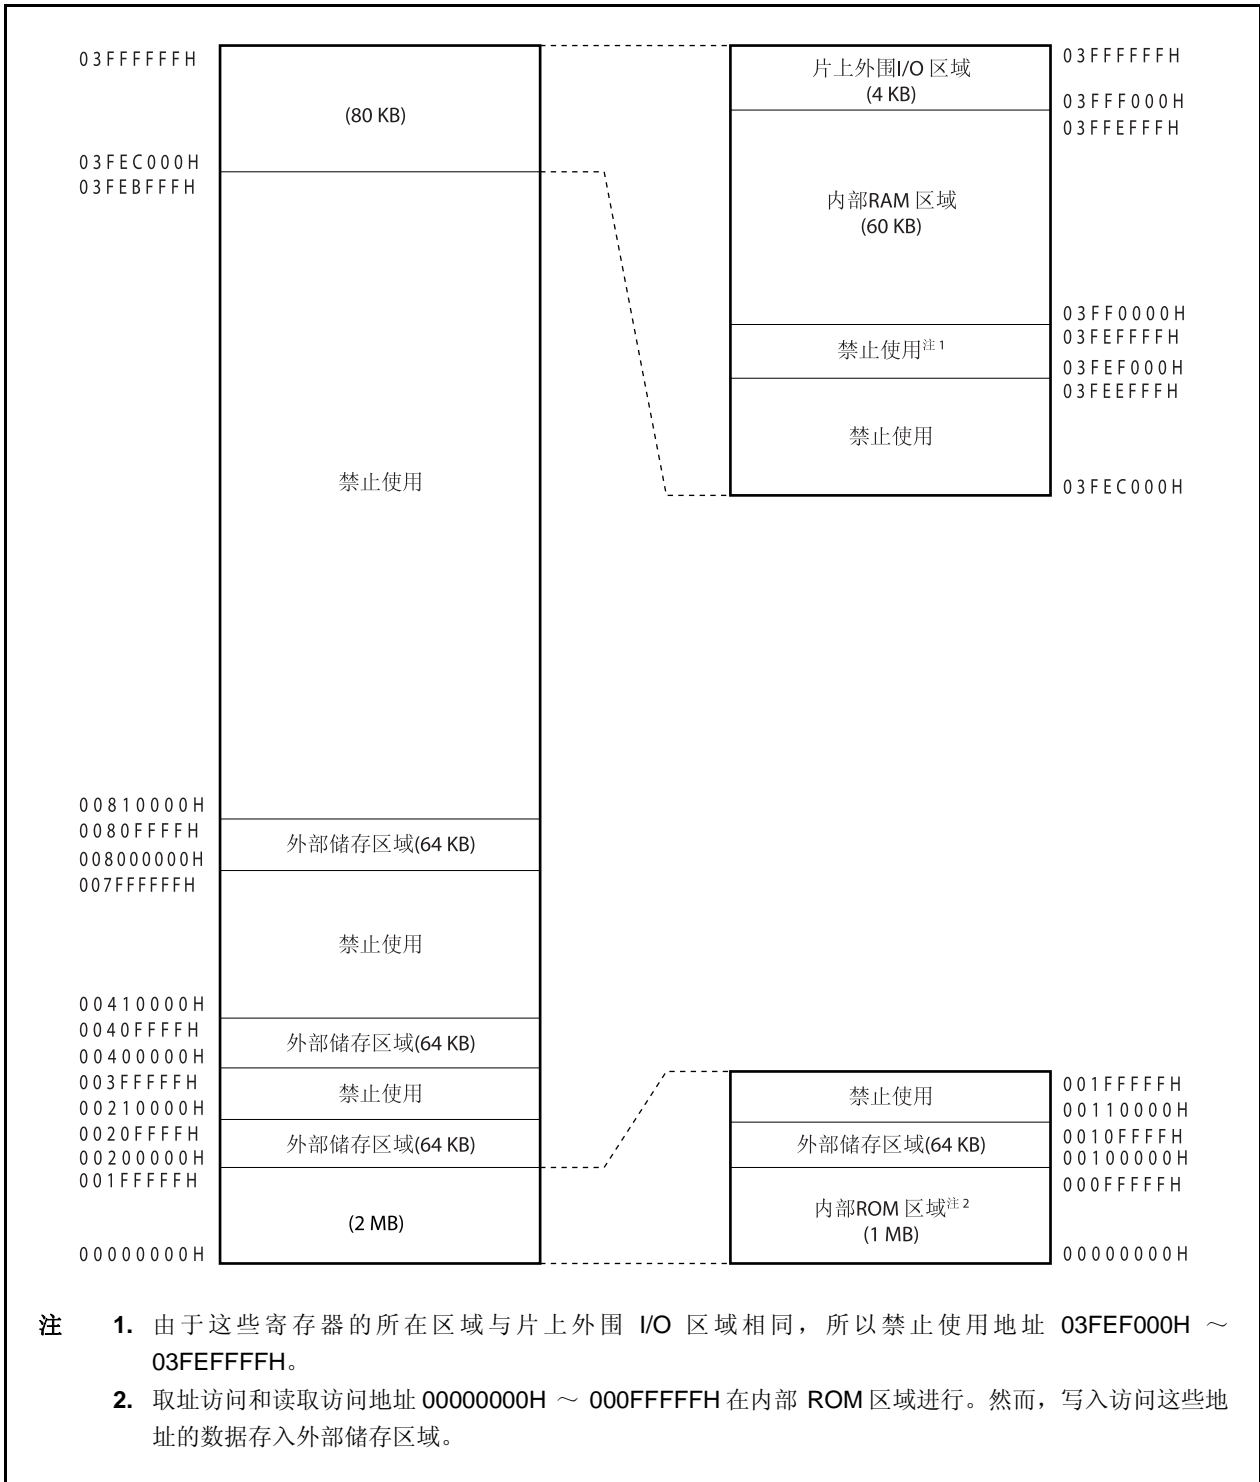 03FFFFFFH
(80 KB)
03FEC000H
03FEBFFFH
禁止使用
00810000H
0080FFFFH
外部储存区域(64 KB)
008000000H
007FFFFFFH
禁止使用
00410000H
0040FFFFH
外部储存区域(64 KB)
00400000H
003FFFFFH
禁止使用
00210000H
0020FFFFH
外部储存区域(64 KB)
00200000H
001FFFFFH
(2 MB)
00000000H
片上外围I/O 区域
(4 KB)
03FFFFFFH
03FFF000H
03FFEFFFH
内部RAM 区域
(60 KB)
03FF0000H
03FEFFFFH
禁止使用注 1
03FEF000H
03FEEFFFH
禁止使用
03FEC000H
禁止使用
001FFFFFH
00110000H
外部储存区域(64 KB)
0010FFFFH
00100000H
000FFFFFH
内部ROM 区域注 2
(1 MB)
00000000H
注 1. 由于这些寄存器的所在区域与片上外围 I/O 区域相同，所以禁止使用地址 03FEF000H ～
03FEFFFFH。
2. 取址访问和读取访问地址 00000000H ～ 000FFFFFH 在内部 ROM 区域进行。然而，写入访问这些地
址的数据存入外部储存区域。